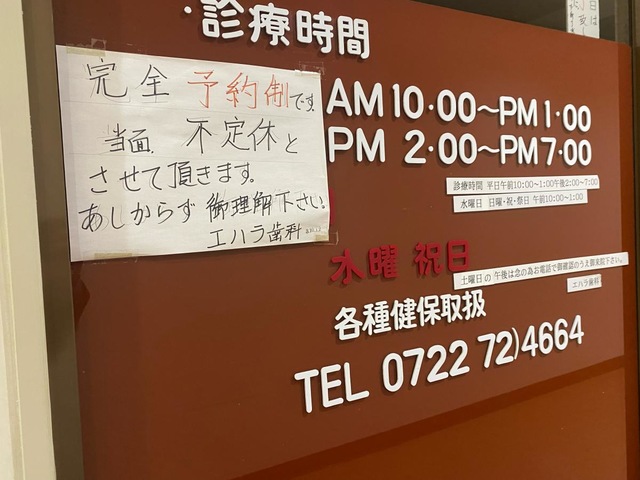 ・診療時間
AM 10・00〜PM 1・00
PM 2・00〜PM 7・00
診療時間 平日午前10:00〜1:00午後2:00〜7:00
水曜日 日曜・祝・祭日 午前10:00〜1:00
水曜 祝日
土曜日の午後は念の為お電話で御確認のうえ御来院下さい。
エハラ歯科
各種健保取扱
TEL 0722 72)4664
完全予約制です
当面、不定休と
させて頂きます。
あしからず御理解下さい。
エハラ歯科